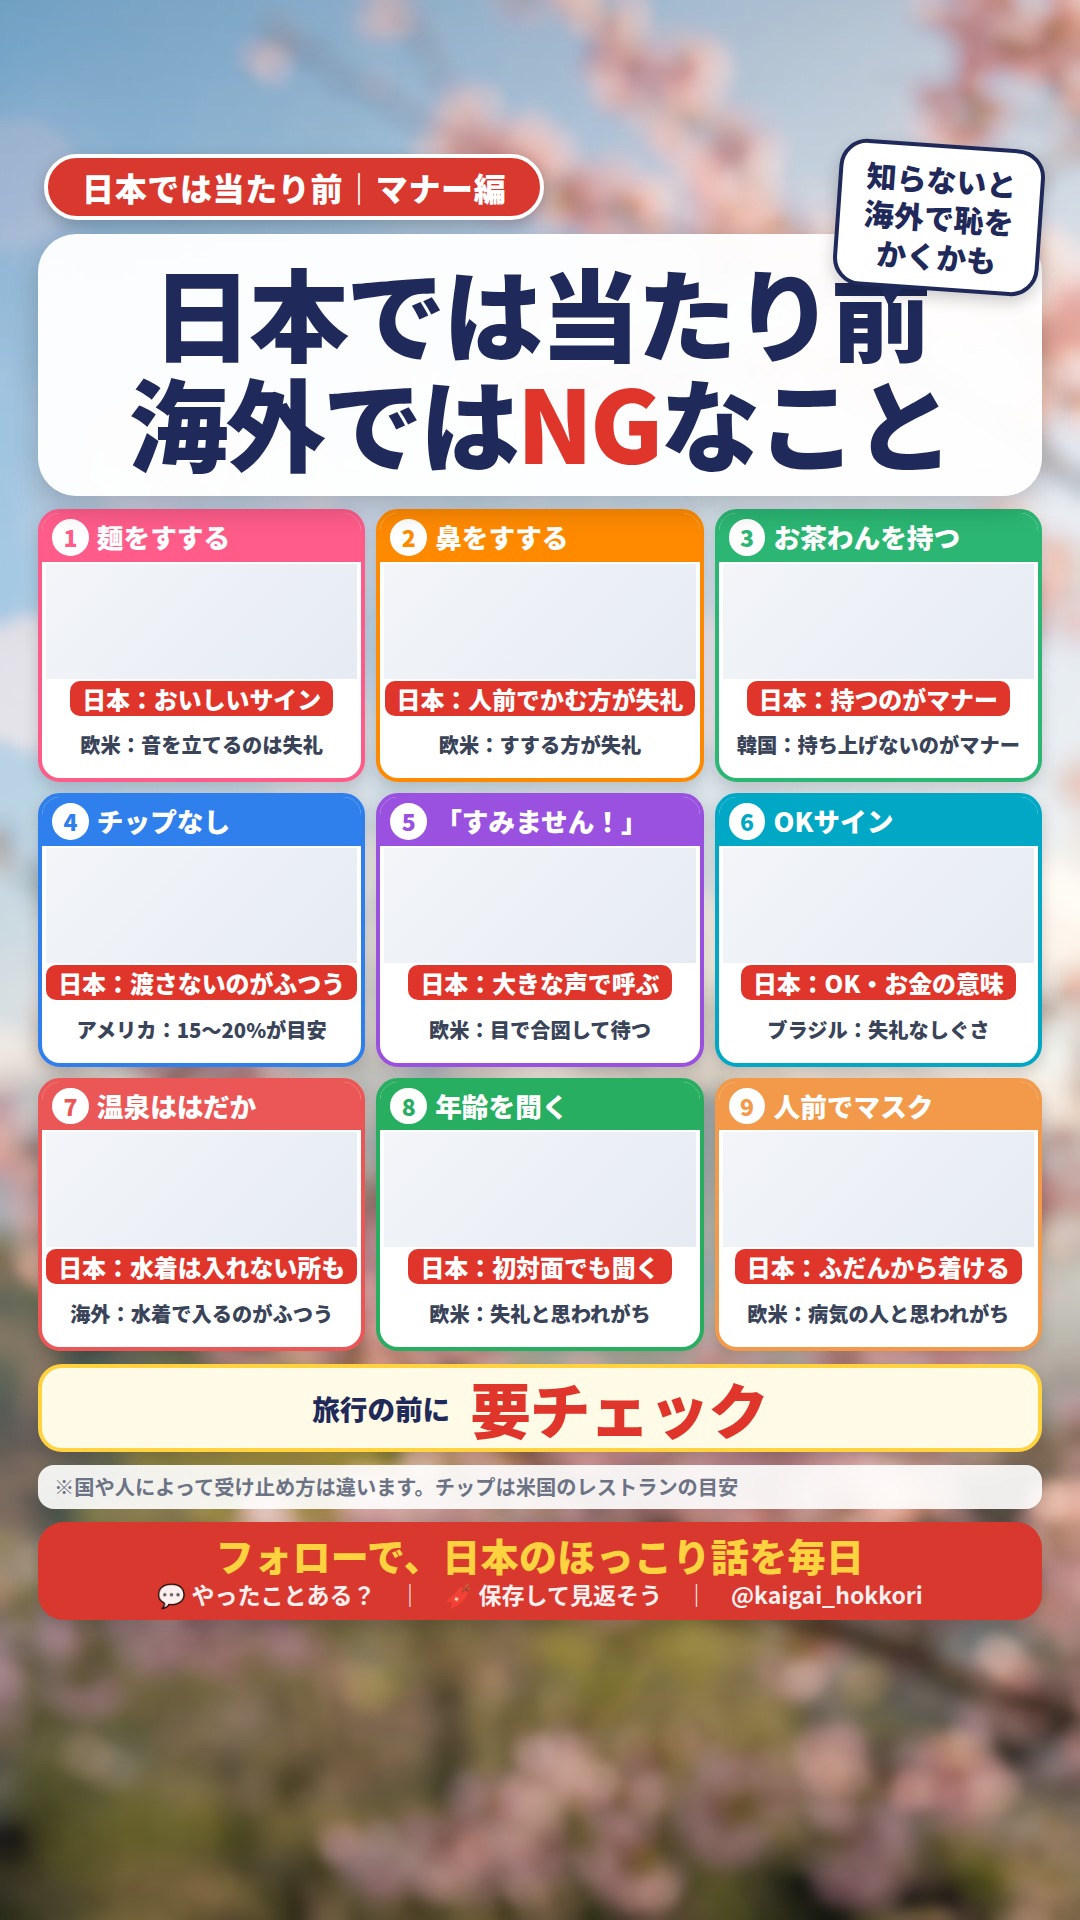 日本では当たり前｜マナー編
知らないと
海外で恥を
かくかも
日本では当たり前
海外ではNGなこと
1 麺をすする
日本：おいしいサイン
欧米：音を立てるのは失礼
2 鼻をすする
日本：人前でかむ方が失礼
欧米：すする方が失礼
3 お茶わんを持つ
日本：持つのがマナー
韓国：持ち上げないのがマナー
4 チップなし
日本：渡さないのがふつう
アメリカ：15〜20%が目安
5 「すみません！」
日本：大きな声で呼ぶ
欧米：目で合図して待つ
6 OKサイン
日本：OK・お金の意味
ブラジル：失礼なしぐさ
7 温泉ははだか
日本：水着は入れない所も
海外：水着で入るのがふつう
8 年齢を聞く
日本：初対面でも聞く
欧米：失礼と思われがち
9 人前でマスク
日本：ふだんから着ける
欧米：病気の人と思われがち
旅行の前に 要チェック
※国や人によって受け止め方は違います。チップは米国のレストランの目安
フォローで、日本のほっこり話を毎日
💬 やったことある？ ｜ 🔖 保存して見返そう ｜ @kaigai_hokkori